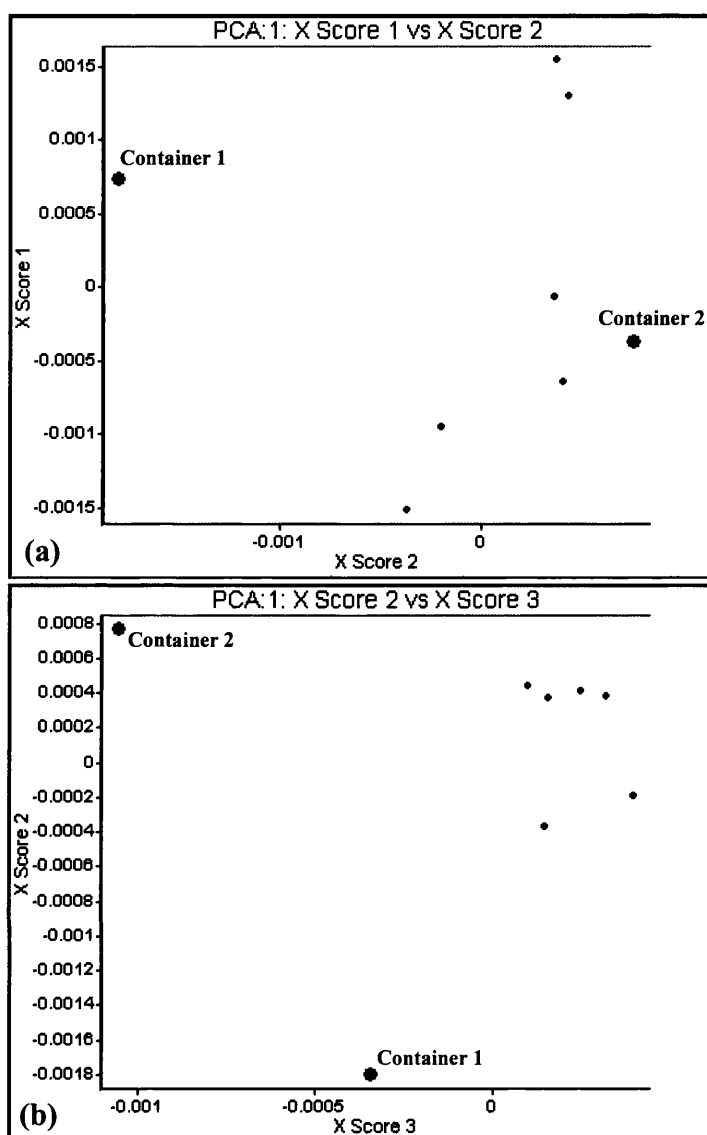 PCA:1: X Score 1 vs X Score 2
0.0015
0.001
0.0005
0
-0.0005
-0.001
-0.0015
X Score 1
Container 1
Container 2
-0.001
0
X Score 2
(a)
PCA:1: X Score 2 vs X Score 3
0.0008
0.0006
0.0004
0.0002
0
-0.0002
-0.0004
-0.0006
-0.0008
-0.001
-0.0012
-0.0014
-0.0016
-0.0018
X Score 2
Container 2
Container 1
-0.001
-0.0005
0
X Score 3
(b)